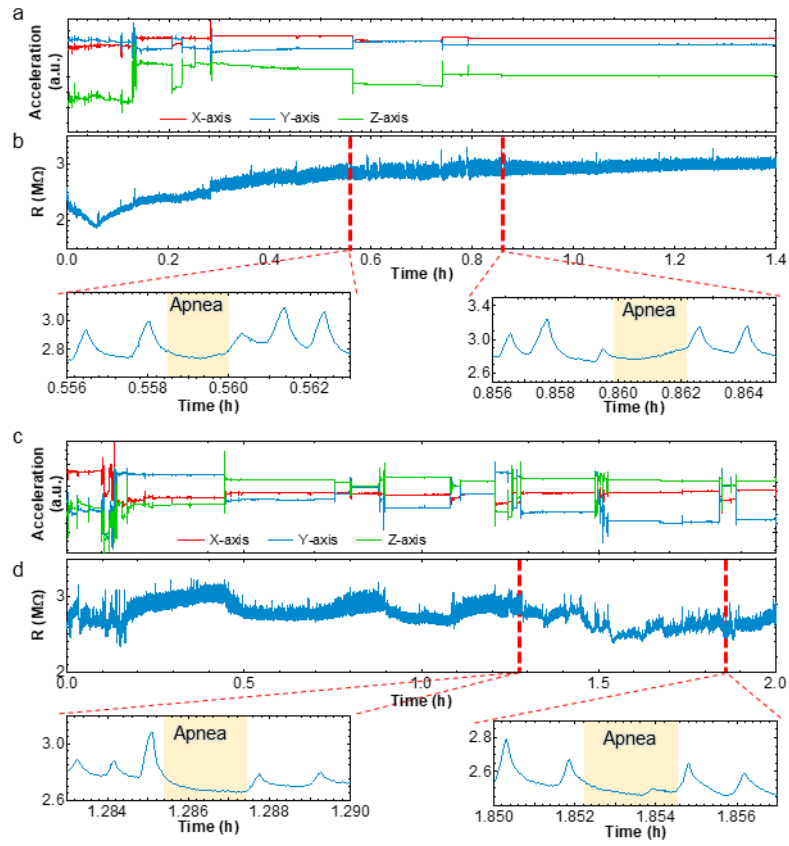 a
Acceleration
(a.u.)
X-axis Y-axis Z-axis
b
R (MΩ)
3
2
0.0 0.2 0.4 0.6 0.8 1.0 1.2 1.4
Time (h)
Apnea
3.0
2.8
0.556 0.558 0.560 0.562
Time (h)
Apnea
3.4
3.0
2.6
0.856 0.858 0.860 0.862 0.864
Time (h)
c
Acceleration
(a.u.)
X-axis Y-axis Z-axis
d
R (MΩ)
3
2
0.0 0.5 1.0 1.5 2.0
Time (h)
Apnea
3.0
2.6
1.284 1.286 1.288 1.290
Time (h)
Apnea
2.8
2.6
1.850 1.852 1.854 1.856
Time (h)